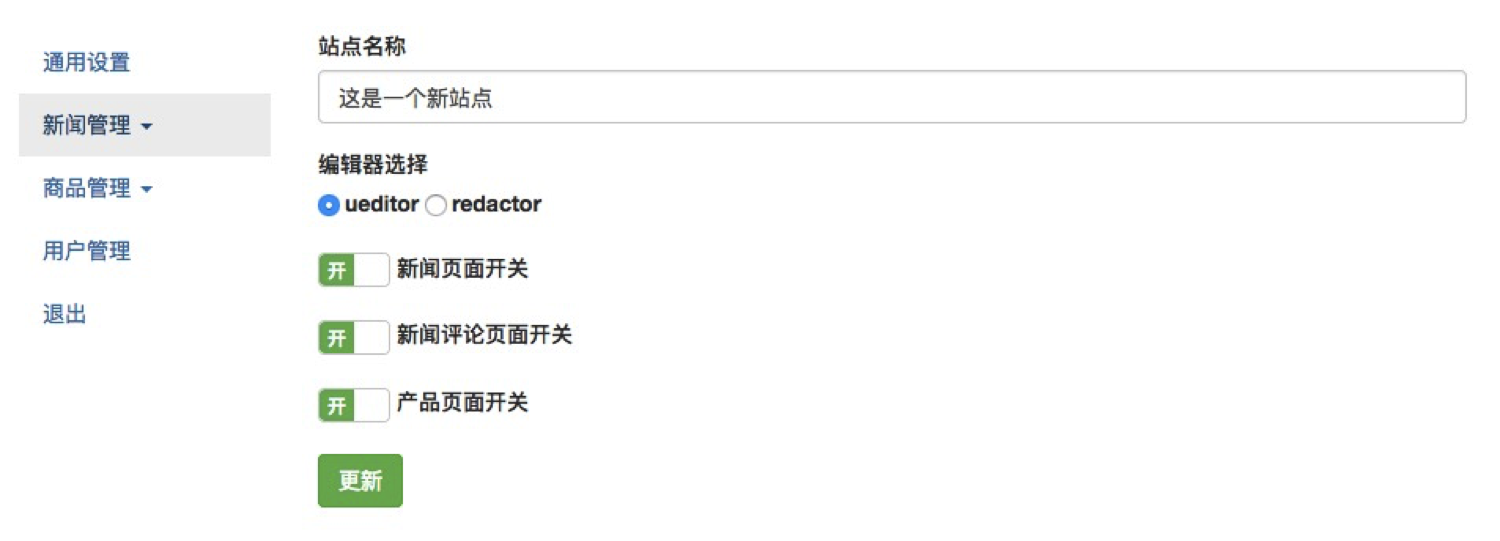 通用设置
新闻管理
商品管理
用户管理
退出
站点名称
这是一个新站点
编辑器选择
ueditor redactor
开 新闻页面开关
开 新闻评论页面开关
开 产品页面开关
更新